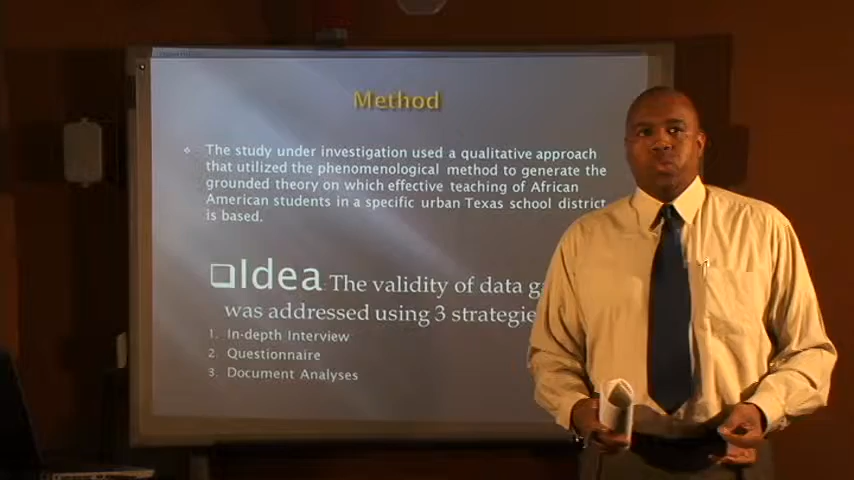 Method
The study under investigation used a qualitative approach
that utilized the phenomenological method to generate the
grounded theory on which effective teaching of African
American students in a specific urban Texas school district
is based.
Idea The validity of data
was addressed using 3
1. In-depth Interview
2. Questionnaire
3. Document Analyses